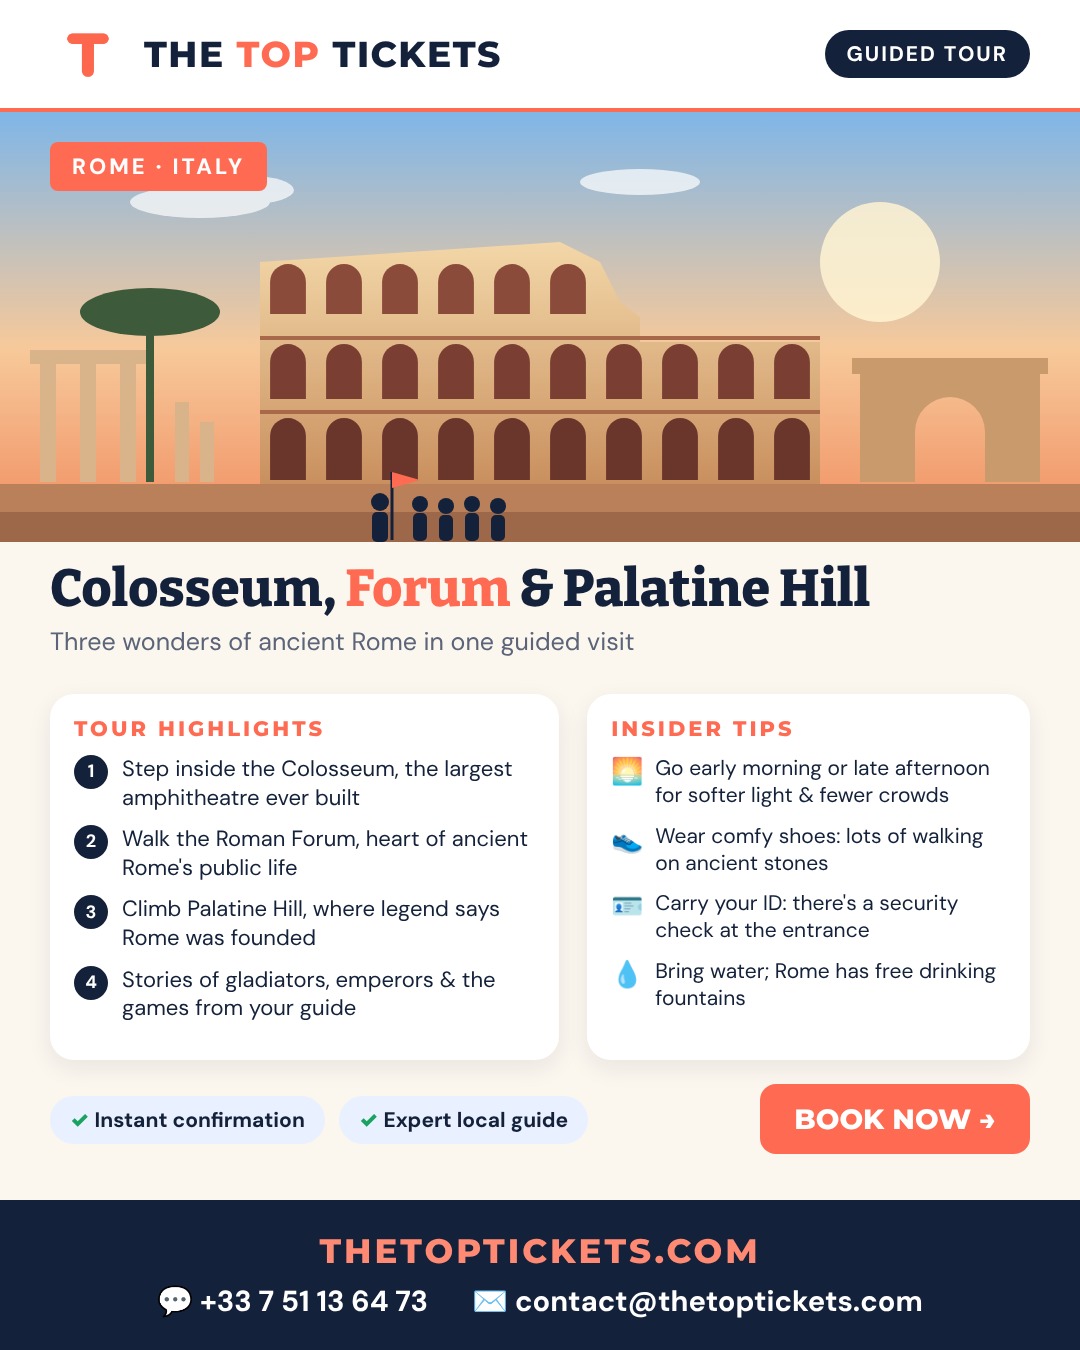 T THE TOP TICKETS
GUIDED TOUR
ROME · ITALY
Colosseum, Forum & Palatine Hill
Three wonders of ancient Rome in one guided visit
TOUR HIGHLIGHTS
1 Step inside the Colosseum, the largest
amphitheatre ever built
2 Walk the Roman Forum, heart of ancient
Rome's public life
3 Climb Palatine Hill, where legend says
Rome was founded
4 Stories of gladiators, emperors & the
games from your guide
INSIDER TIPS
🌅 Go early morning or late afternoon
for softer light & fewer crowds
👟 Wear comfy shoes: lots of walking
on ancient stones
🪪 Carry your ID: there's a security
check at the entrance
💧 Bring water; Rome has free drinking
fountains
✓ Instant confirmation
✓ Expert local guide
BOOK NOW →
THETOPTICKETS.COM
💬 +33 7 51 13 64 73 ✉️ contact@thetoptickets.com